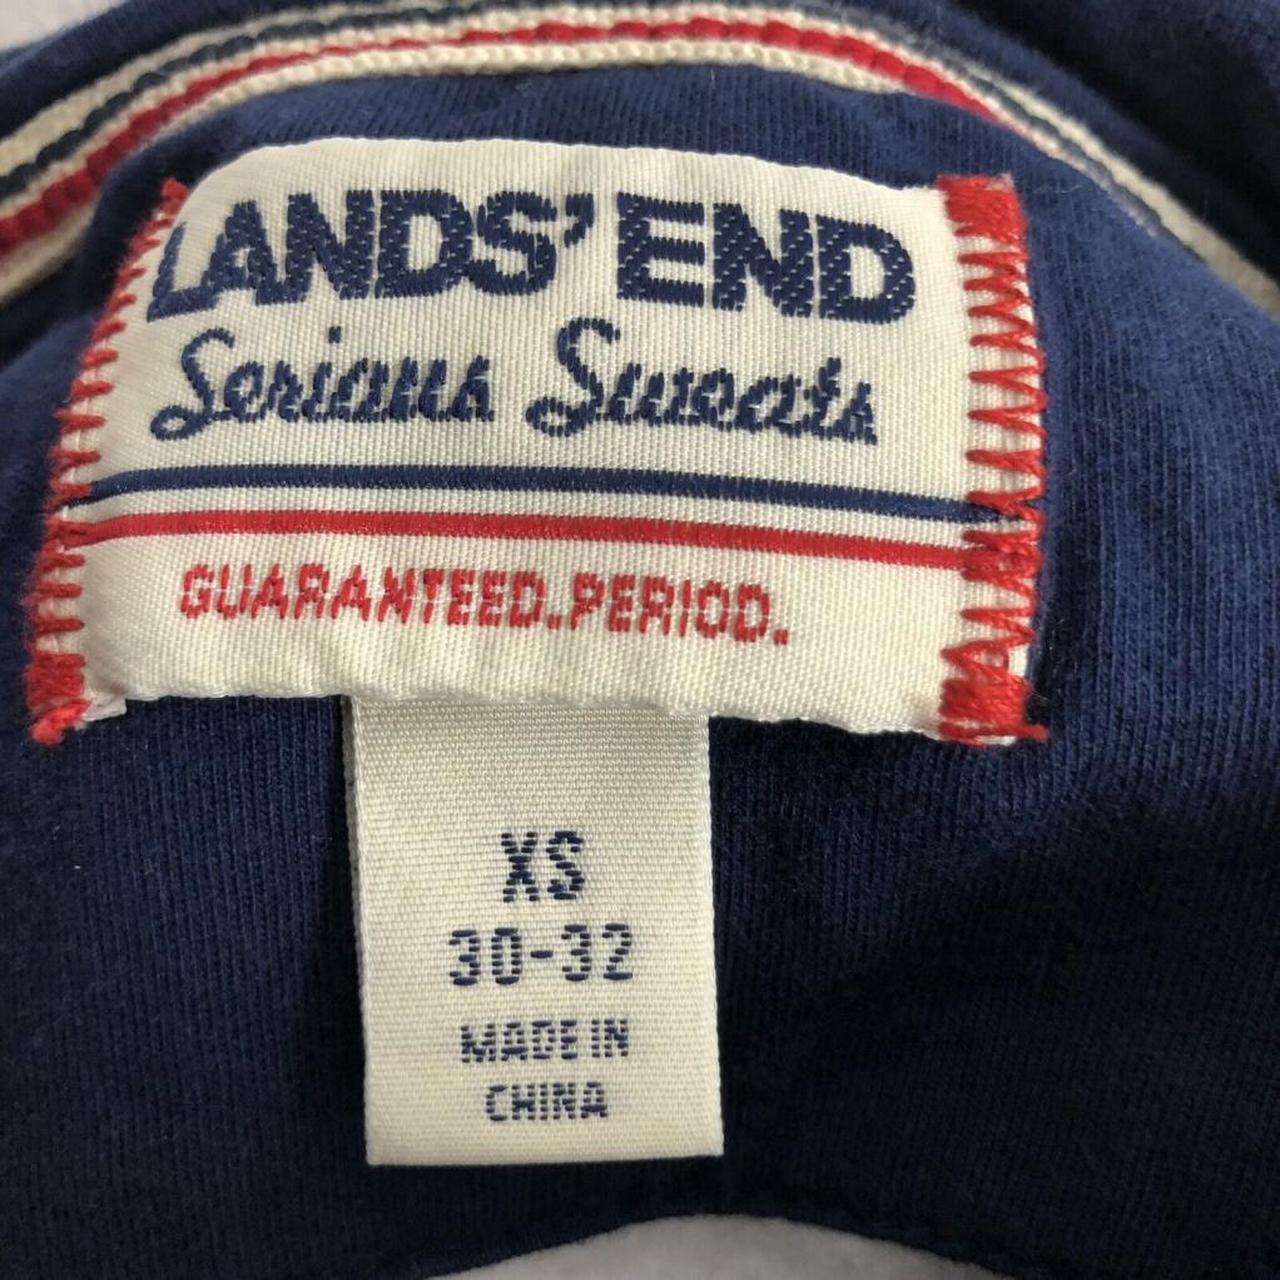 LANDS' END
Serious Sweats
GUARANTEED.PERIOD.
XS
30-32
MADE IN
CHINA